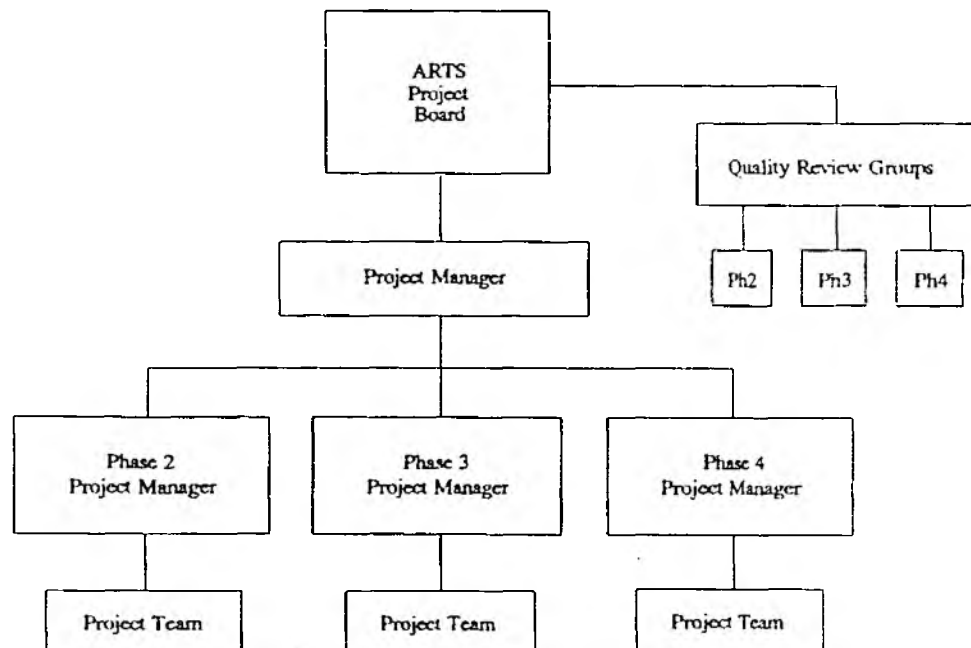 ARTS
Project
Board
Quality Review Groups
Project Manager
Ph2
Pn3
Ph4
Phase 2
Project Manager
Phase 3
Project Manager
Phase 4
Project Manager
Project Team
Project Team
Project Team